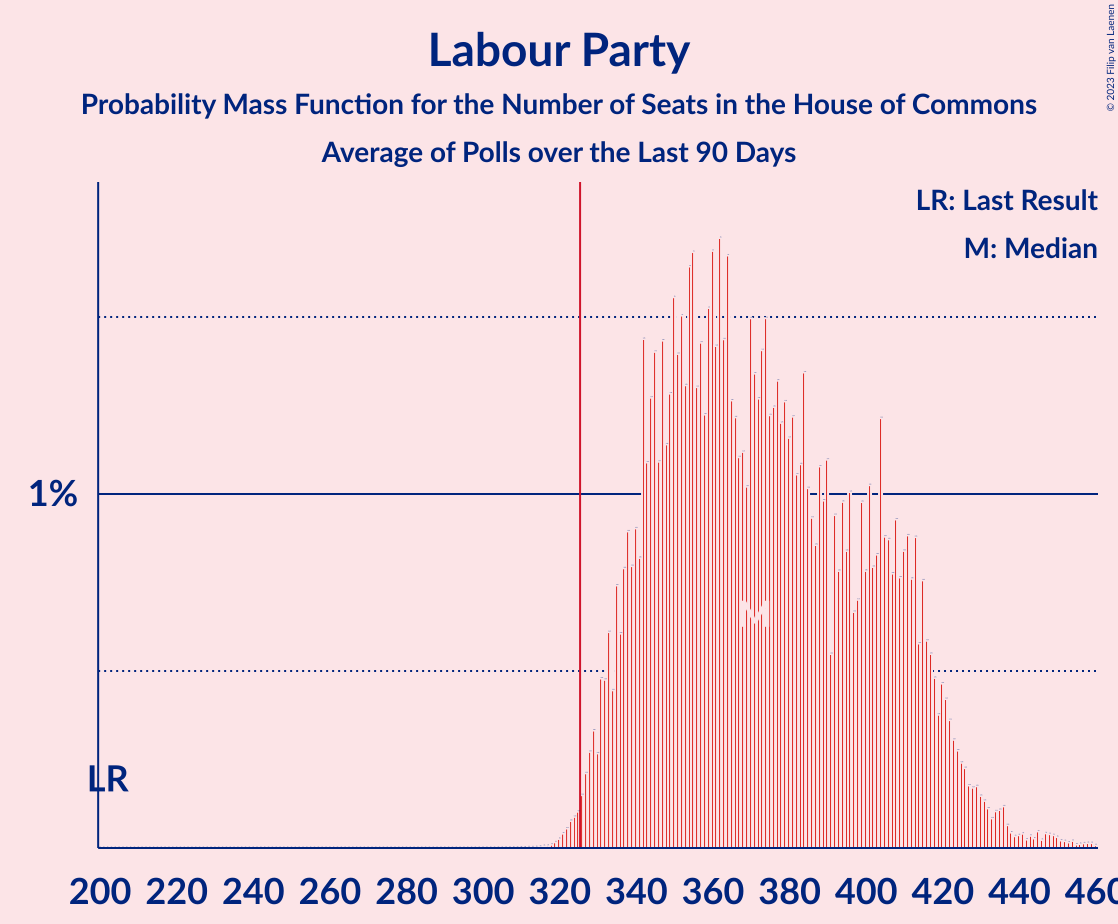 Labour Party
Probability Mass Function for the Number of Seats in the House of Commons
Average of Polls over the Last 90 Days
© 2023 Filip van Laenen
LR: Last Result
M: Median
1%
M
LR
200 220 240 260 280 300 320 340 360 380 400 420 440 460